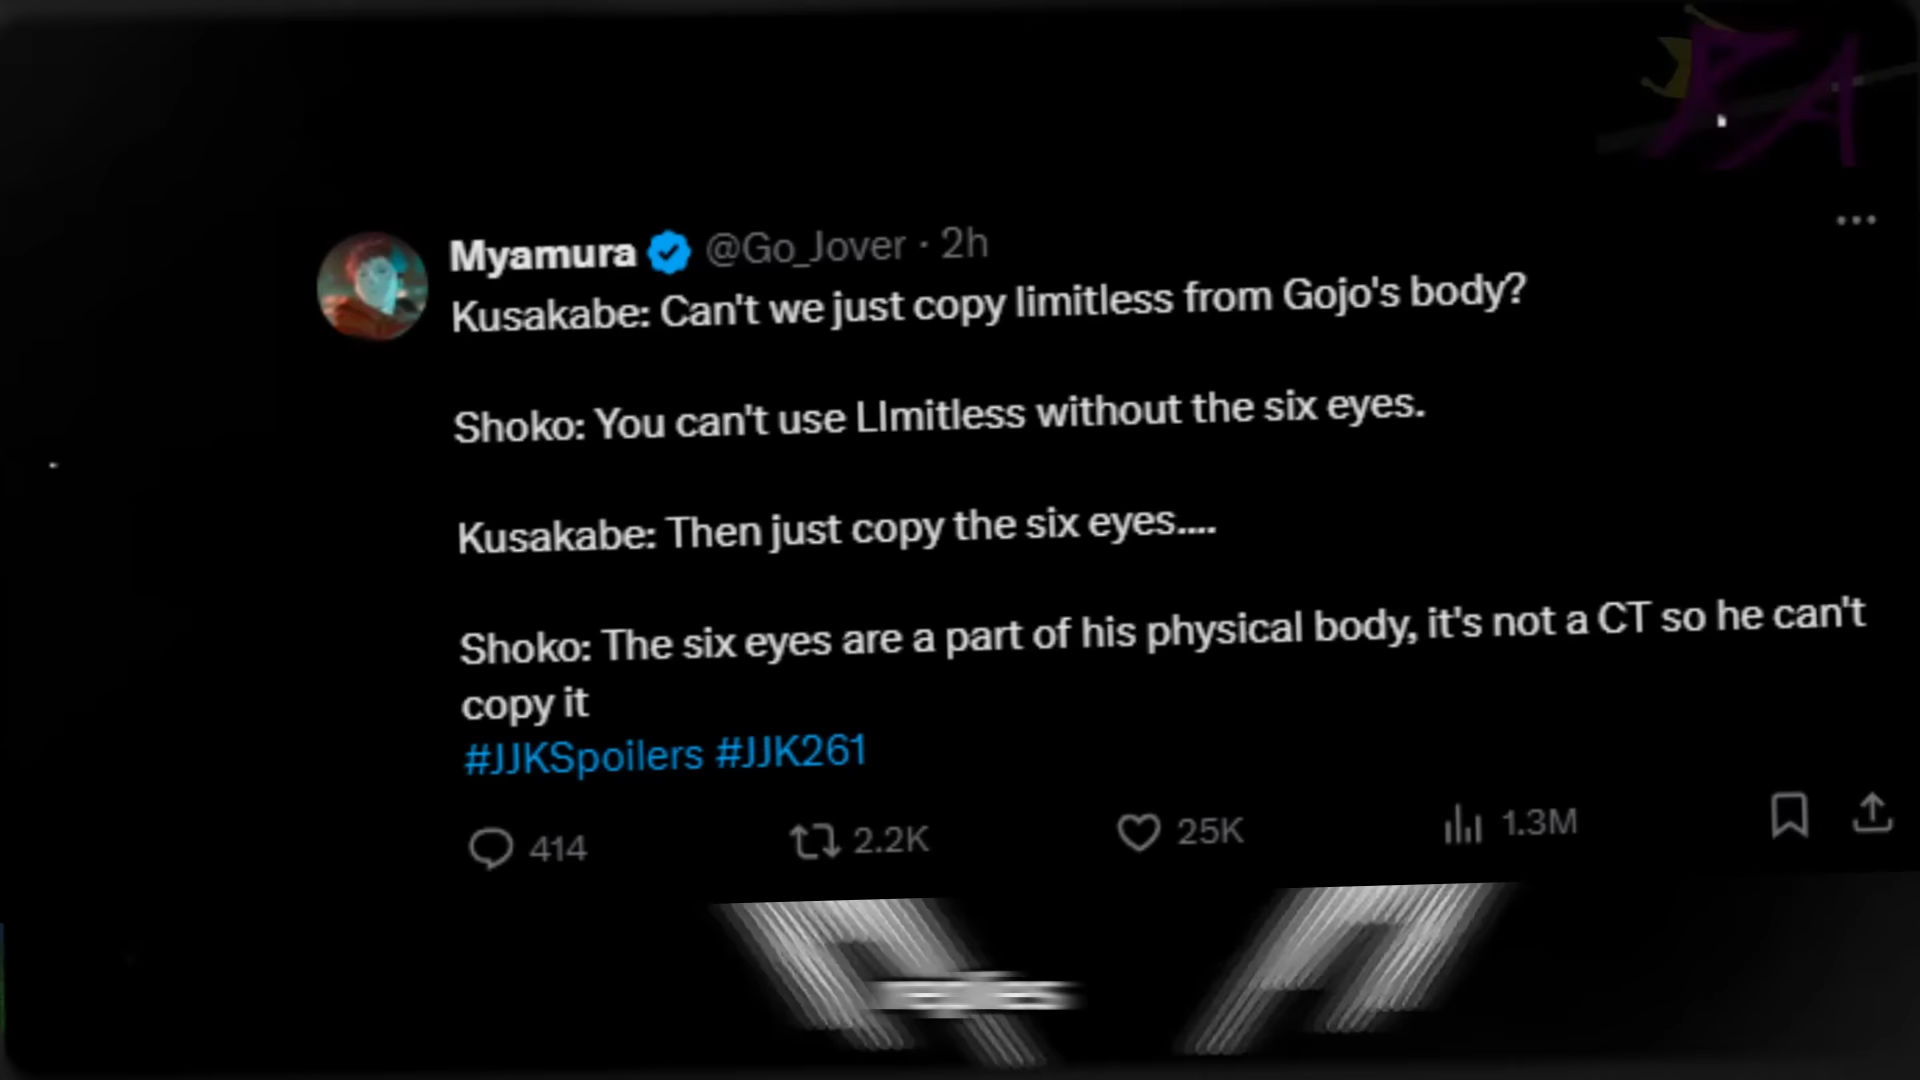 Myamura @Go_Jover · 2h
Kusakabe: Can't we just copy limitless from Gojo's body?
Shoko: You can't use LImitless without the six eyes.
Kusakabe: Then just copy the six eyes....
Shoko: The six eyes are a part of his physical body, it's not a CT so he can't
copy it
#JJKSpoilers #JJK261
414 2.2K 25K 1.3M